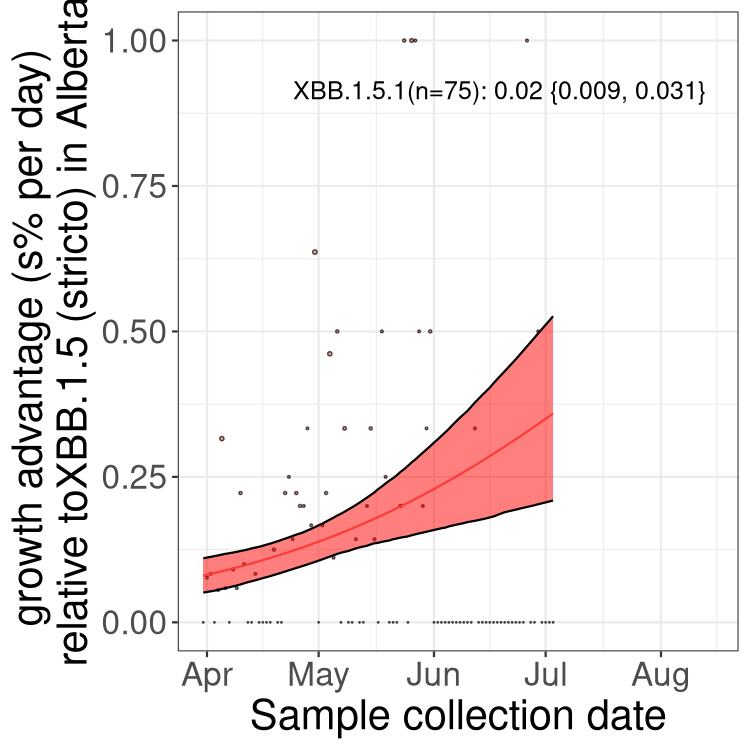 growth advantage (s% per day)
relative toXBB.1.5 (stricto) in Alberta
1.00
0.75
0.50
0.25
0.00
XBB.1.5.1(n=75): 0.02 {0.009, 0.031}
Apr May Jun Jul Aug
Sample collection date